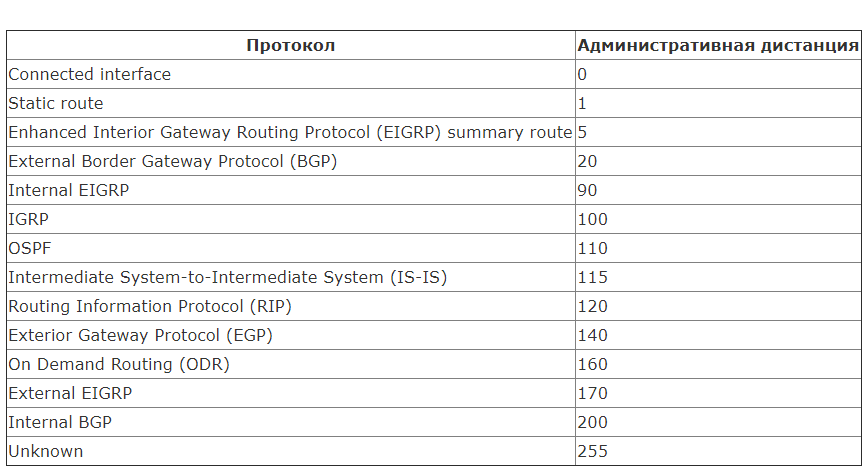 Протокол Административная дистанция
Connected interface 0
Static route 1
Enhanced Interior Gateway Routing Protocol (EIGRP) summary route 5
External Border Gateway Protocol (BGP) 20
Internal EIGRP 90
IGRP 100
OSPF 110
Intermediate System-to-Intermediate System (IS-IS) 115
Routing Information Protocol (RIP) 120
Exterior Gateway Protocol (EGP) 140
On Demand Routing (ODR) 160
External EIGRP 170
Internal BGP 200
Unknown 255